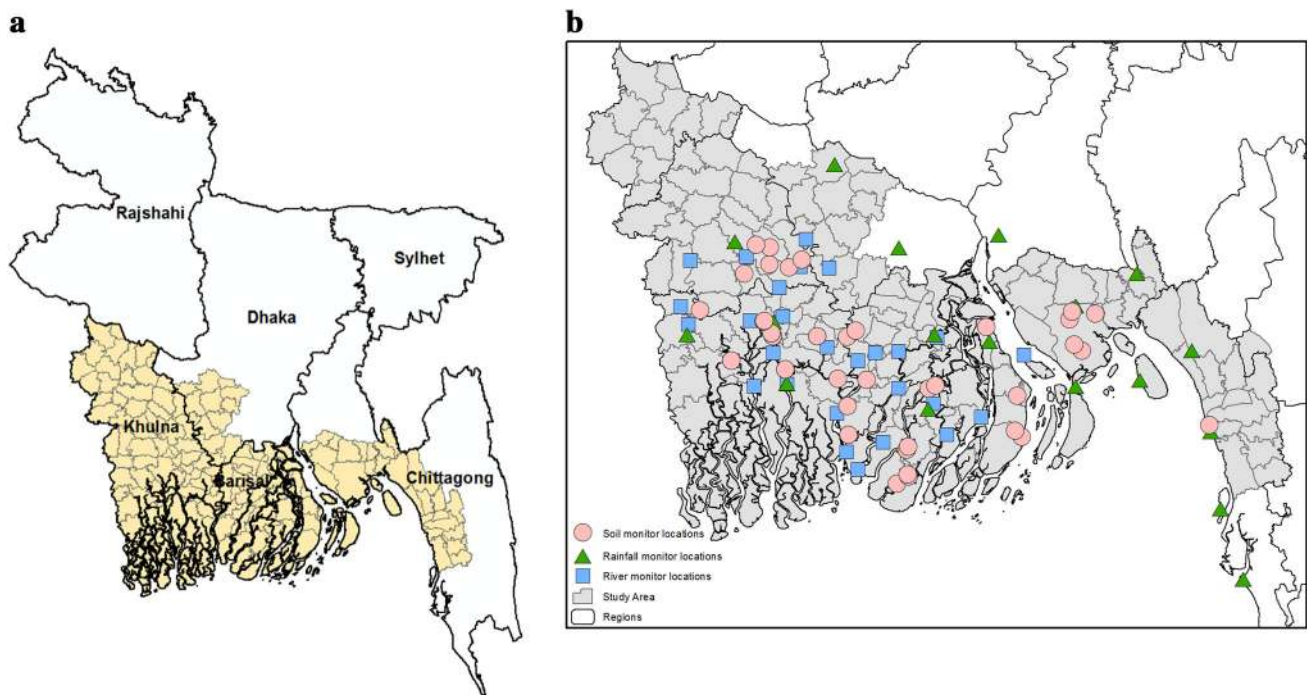 a
b
Rajshahi
Sylhet
Dhaka
Khulna
Barisal
Chittagong
Soil monitor locations
Rainfall monitor locations
River monitor locations
Study Area
Regions